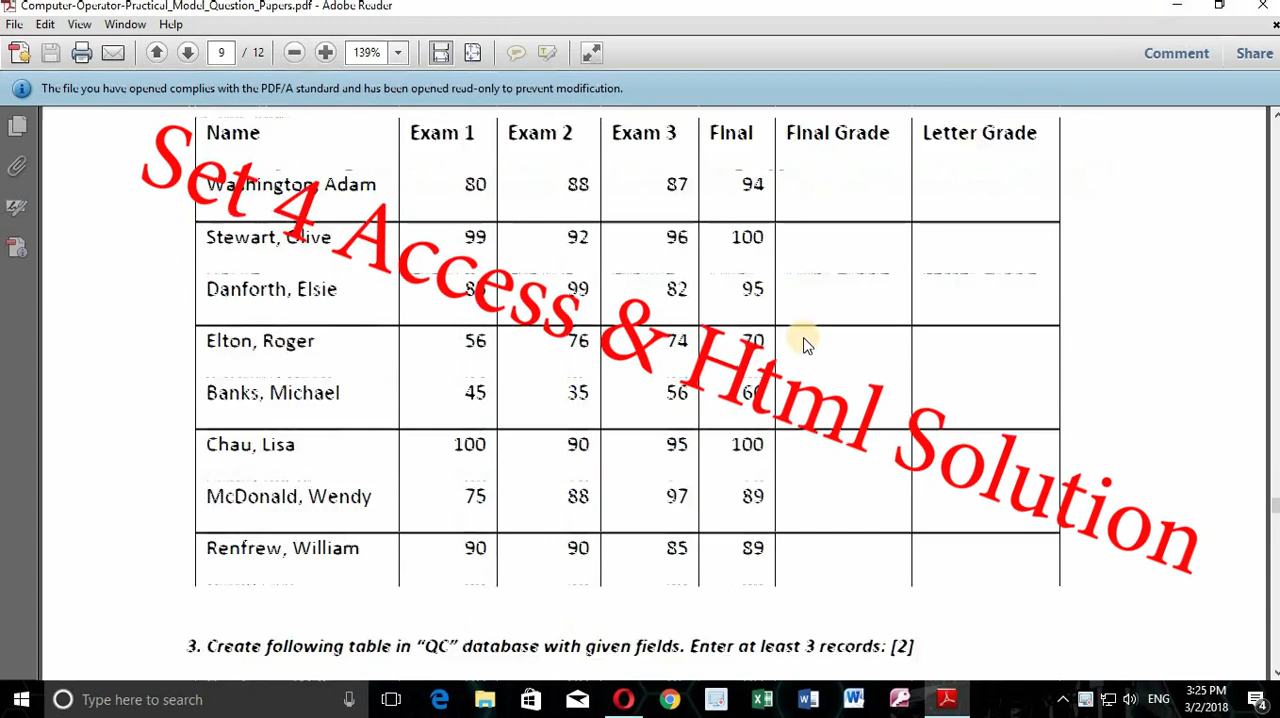 Computer-Operator-Practical_Model_Question_Papers.pdf - Adobe Reader
File Edit View Window Help
9 / 12 139% Comment Share
The file you have opened complies with the PDF/A standard and has been opened read-only to prevent modification.
Name Exam 1 Exam 2 Exam 3 Final Final Grade Letter Grade
Washington, Adam 80 88 87 94
Stewart, Olive 99 92 96 100
Danforth, Elsie 99 82 95
Elton, Roger 56 76 74 70
Banks, Michael 45 35 56
Chau, Lisa 100 90 95 100
McDonald, Wendy 75 88 97 89
Renfrew, William 90 90 85 89
Set 4 Access & Html Solution
3. Create following table in “QC” database with given fields. Enter at least 3 records: [2]
Type here to search
ENG
3:25 PM
3/2/2018
4